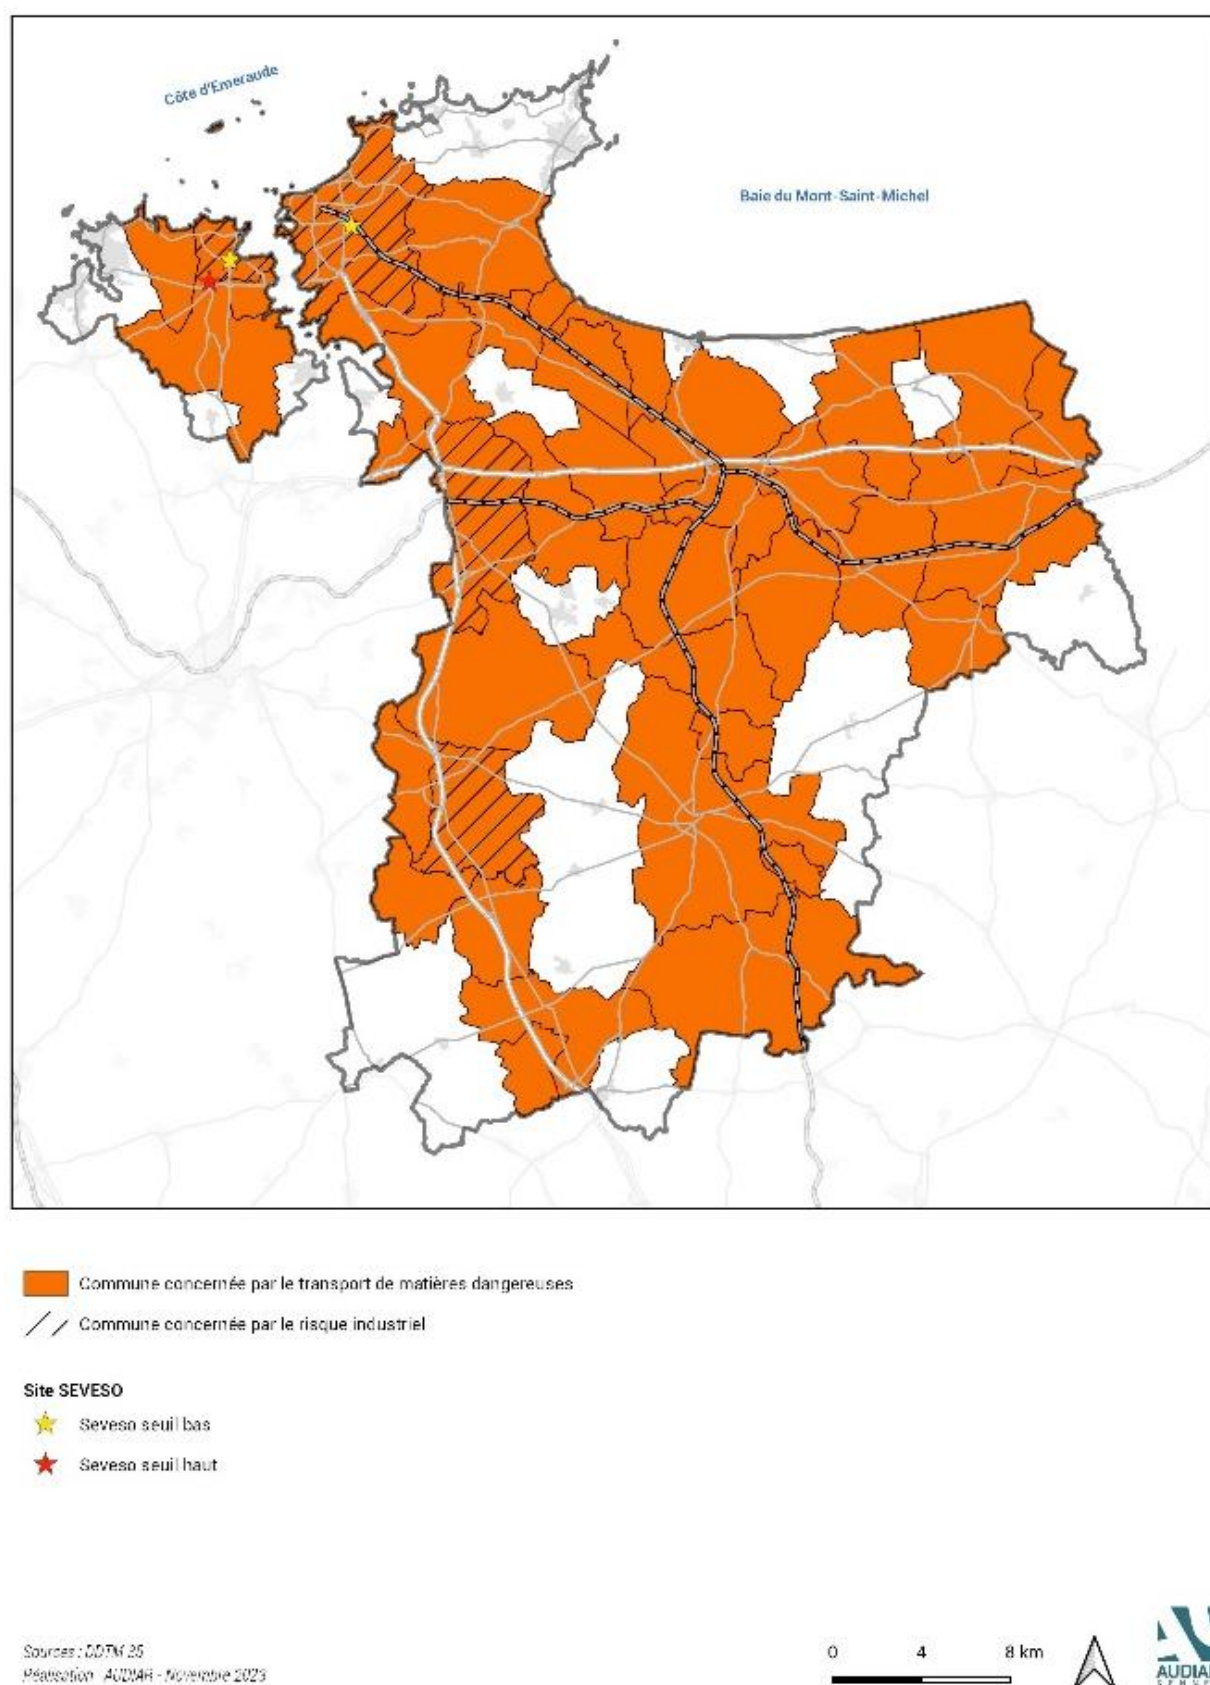 Côte d'Emeraude
Baie du Mont-Saint-Michel
Commune concernée par le transport de matières dangereuses
Commune concernée par le risque industriel
Site SEVESO
Seveso seuil bas
Seveso seuil haut
Sources : DDTM 35
Réalisation : AUDIAR - Novembre 2023
0 4 8 km
AUDIA